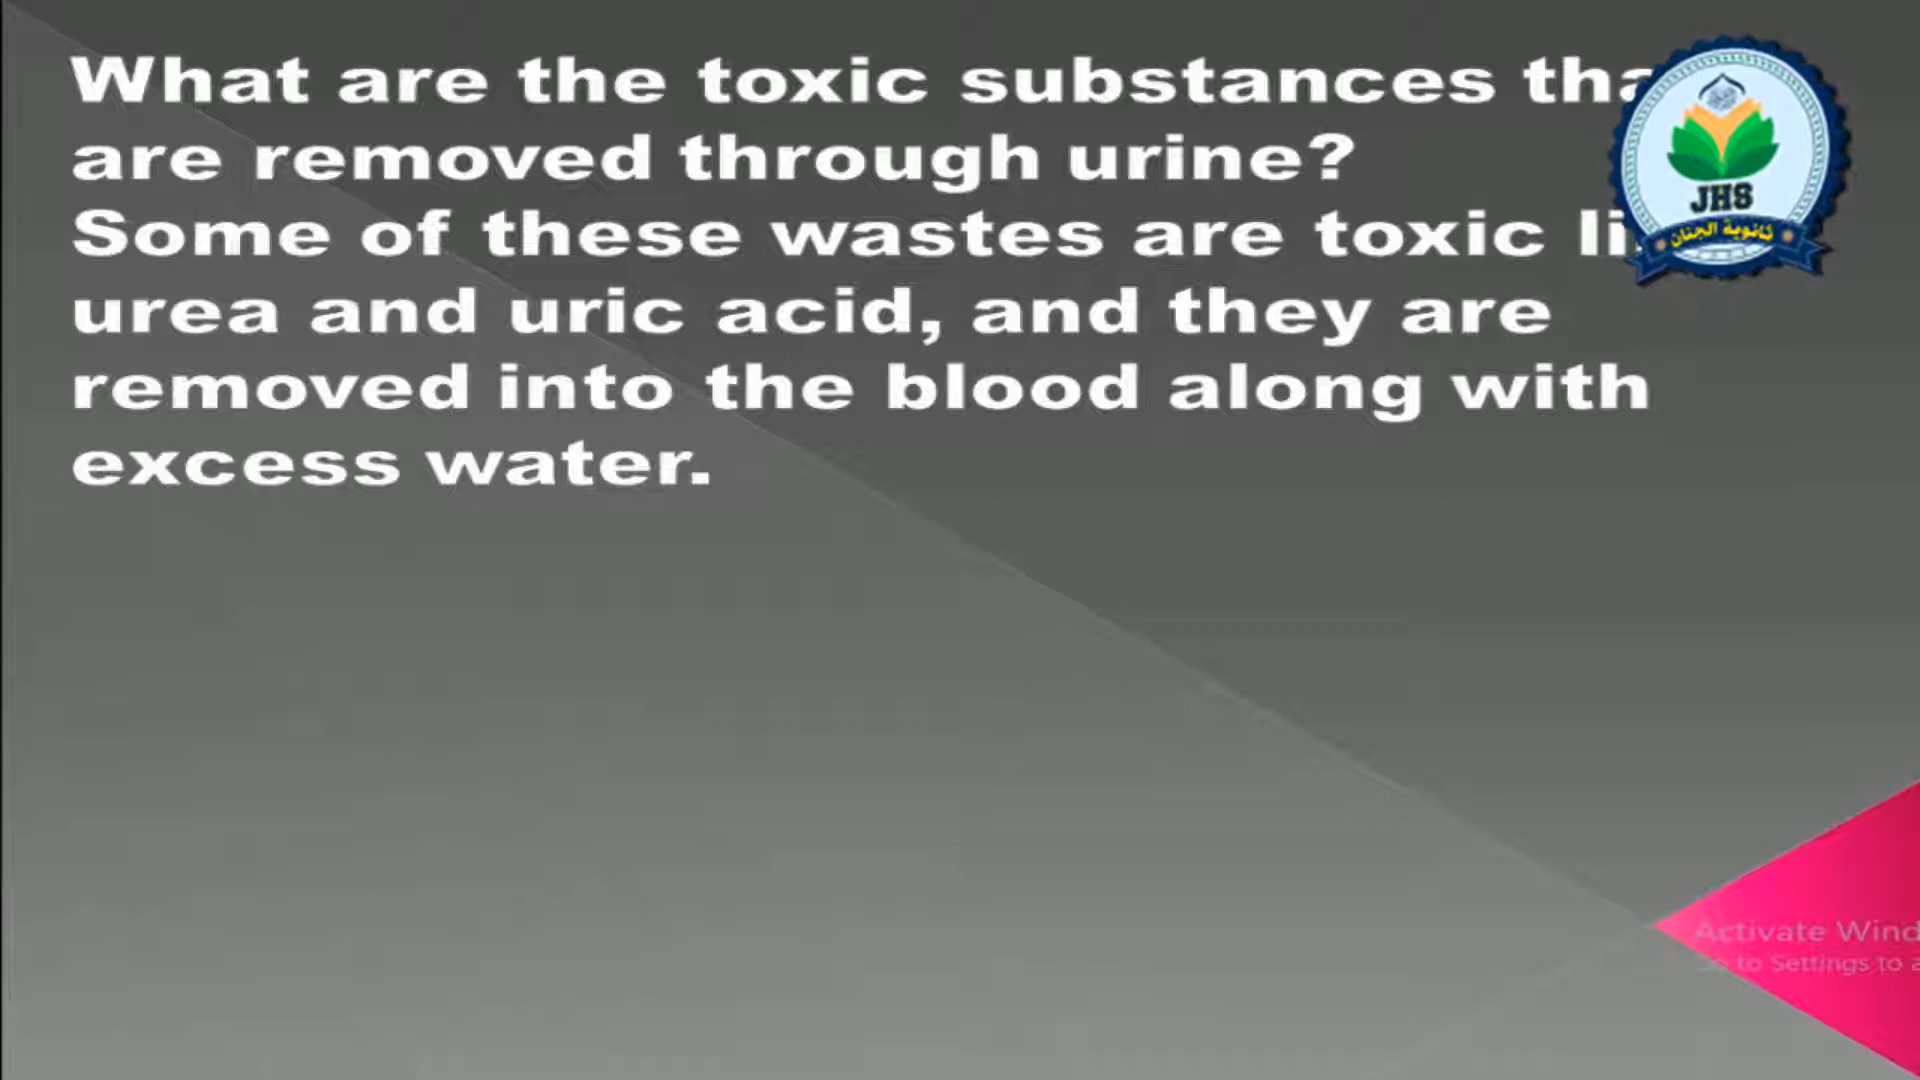 What are the toxic substances tha
are removed through urine?
Some of these wastes are toxic li
urea and uric acid, and they are
removed into the blood along with
excess water.
JHS
ثانوية الجنان
Activate Wind
to Settings to a